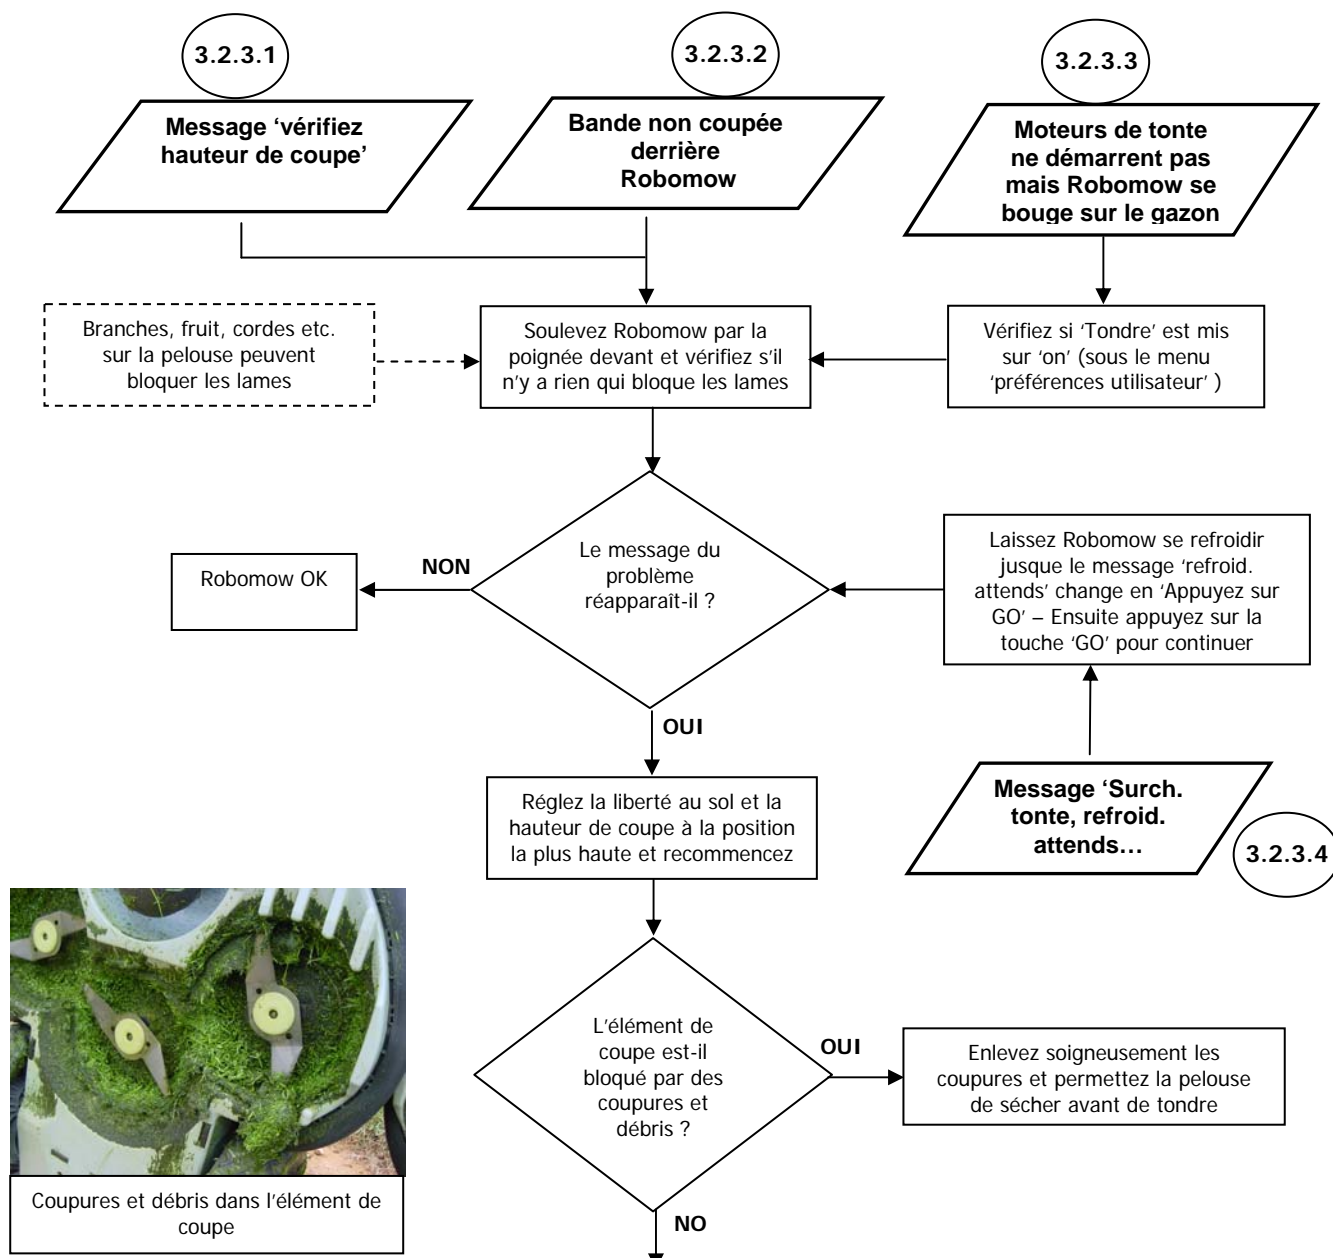 3.2.3.1
3.2.3.2
3.2.3.3
Message ‘vérifiez
hauteur de coupe’
Bande non coupée
derrière
Robomow
Moteurs de tonte
ne démarrent pas
mais Robomow se
bouge sur le gazon
Branches, fruit, cordes etc.
sur la pelouse peuvent
bloquer les lames
Soulevez Robomow par la
poignée devant et vérifiez s’il
n’y a rien qui bloque les lames
Vérifiez si ‘Tondre’ est mis
sur ‘on’ (sous le menu
‘préférences utilisateur’ )
Robomow OK
NON
Le message du
problème
réapparaît-il ?
Laissez Robomow se refroidir
jusque le message ‘refroid.
attends’ change en ‘Appuyez sur
GO’ – Ensuite appuyez sur la
touche ‘GO’ pour continuer
OUI
Réglez la liberté au sol et la
hauteur de coupe à la position
la plus haute et recommencez
Message ‘Surch.
tonte, refroid.
attends…
3.2.3.4
L’élément de
coupe est-il
bloqué par des
coupures et
débris ?
OUI
Enlevez soigneusement les
coupures et permettez la pelouse
de sécher avant de tondre
Coupures et débris dans l’élément de
coupe
NO